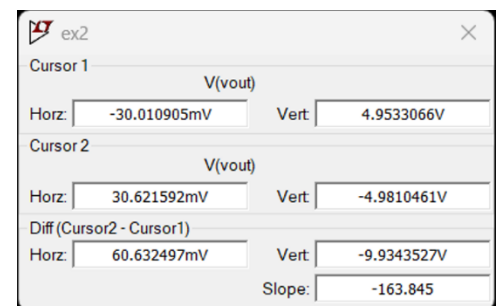 ex2
Cursor 1
V(vout)
Horz: -30.010905mV Vert: 4.9533066V
Cursor 2
V(vout)
Horz: 30.621592mV Vert: -4.9810461V
Diff (Cursor2 - Cursor1)
Horz: 60.632497mV Vert: -9.9343527V
Slope: -163.845